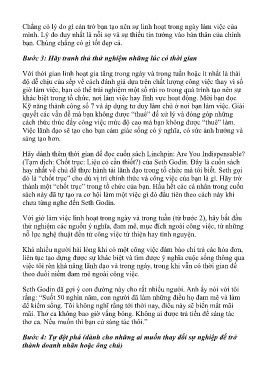 Chẳng có lý do gì cản trở bạn tạo nên sự linh hoạt trong ngày làm việc của
mình. Lý do duy nhất là nỗi sợ và sự thiếu tin tưởng vào bản thân của chính
bạn. Chúng chẳng có gì tốt đẹp cả.
Bước 3: Hãy tranh thủ thử nghiệm những lúc có thời gian
Với thời gian linh hoạt gia tăng trong ngày và trong tuần hoặc ít nhất là thái
độ dễ chịu của sếp về cách đánh giá dựa trên chất lượng công việc thay vì số
giờ làm việc, bạn có thể trải nghiệm một số rủi ro trong quá trình tạo nên sự
khác biệt trong tổ chức, nơi làm việc hay lĩnh vực hoạt động. Mời bạn đọc
Kỹ năng thành công số 7 và áp dụng tư duy làm chủ ở nơi bạn làm việc. Giải
quyết các vấn đề mà bạn không được “thuê” để xử lý và đóng góp những
cách thức thúc đẩy công việc mức độ cao mà bạn không được “thuê” làm.
Việc lãnh đạo sẽ tạo cho bạn cảm giác sống có ý nghĩa, có sức ảnh hưởng và
sáng tạo hơn.
Hãy dành thêm thời gian để đọc cuốn sách Linchpin: Are You Indispensable?
(Tạm dịch: Chốt trục: Liệu có cần thiết?) của Seth Godin. Đây là cuốn sách
hay nhất về chủ đề thực hành tài lãnh đạo trong tổ chức mà tôi biết. Seth gọi
đó là “chốt trục” cho dù vị trí chính thức và công việc của bạn là gì. Hãy trở
thành một “chốt trục” trong tổ chức của bạn. Hầu hết các cá nhân trong cuốn
sách này đã tự tạo ra cơ hội làm một việc gì đó đầu tiên theo cách này khi
chưa từng nghe đến Seth Godin.
Với giờ làm việc linh hoạt trong ngày và trong tuần (từ bước 2), hãy bắt đầu
thử nghiệm các nguồn ý nghĩa, đam mê, mục đích ngoài công việc, từ những
nỗ lực nghệ thuật đến từ công việc từ thiện hay tình nguyện.
Khá nhiều người hài lòng khi có một công việc đảm bảo chi trả các hóa đơn,
liên tục tạo dựng được sự khác biệt và tìm được ý nghĩa cuộc sống thông qua
việc tôi rèn khả năng lãnh đạo và trong ngày, trong khi vẫn có thời gian để
theo đuổi niềm đam mê ngoài công việc.
Seth Godin đã gợi ý con đường này cho rất nhiều người. Anh ấy nói với tôi
rằng: “Suốt 50 nghìn năm, con người đã làm những điều họ đam mê và làm
để kiếm sống. Tôi không nghĩ rằng tới thời nay, điều này sẽ biến mất mãi
mãi. Thơ ca không bao giờ vắng bóng. Không ai được trả tiền để sáng tác
thơ ca. Nếu muốn thì bạn cứ sáng tác thôi.”
Bước 4: Tự đột phá (dành cho những ai muốn thay đổi sự nghiệp để trở
thành doanh nhân hoặc ông chủ)